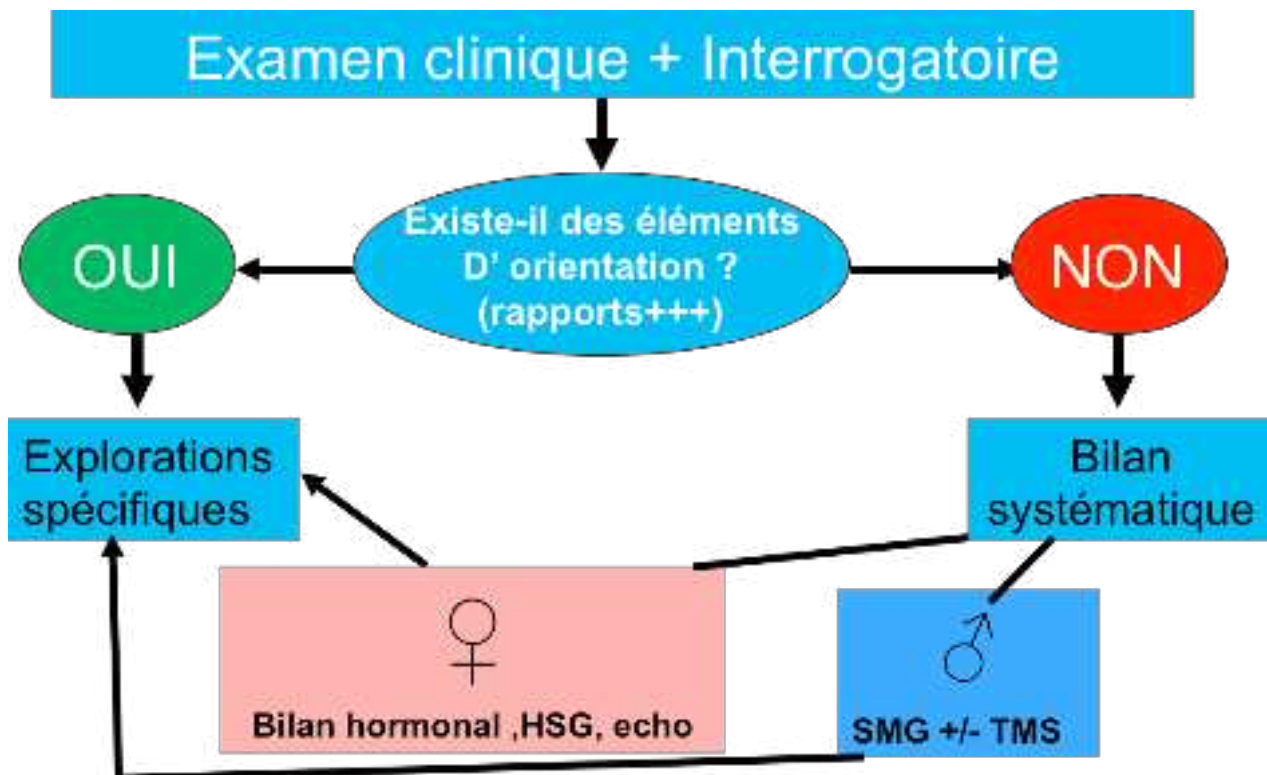 Examen clinique + Interrogatoire
Existe-il des éléments
D' orientation ?
(rapports+++)
OUI
NON
Explorations
spécifiques
Bilan
systématique
♀
Bilan hormonal ,HSG, echo
♂
SMG +/- TMS